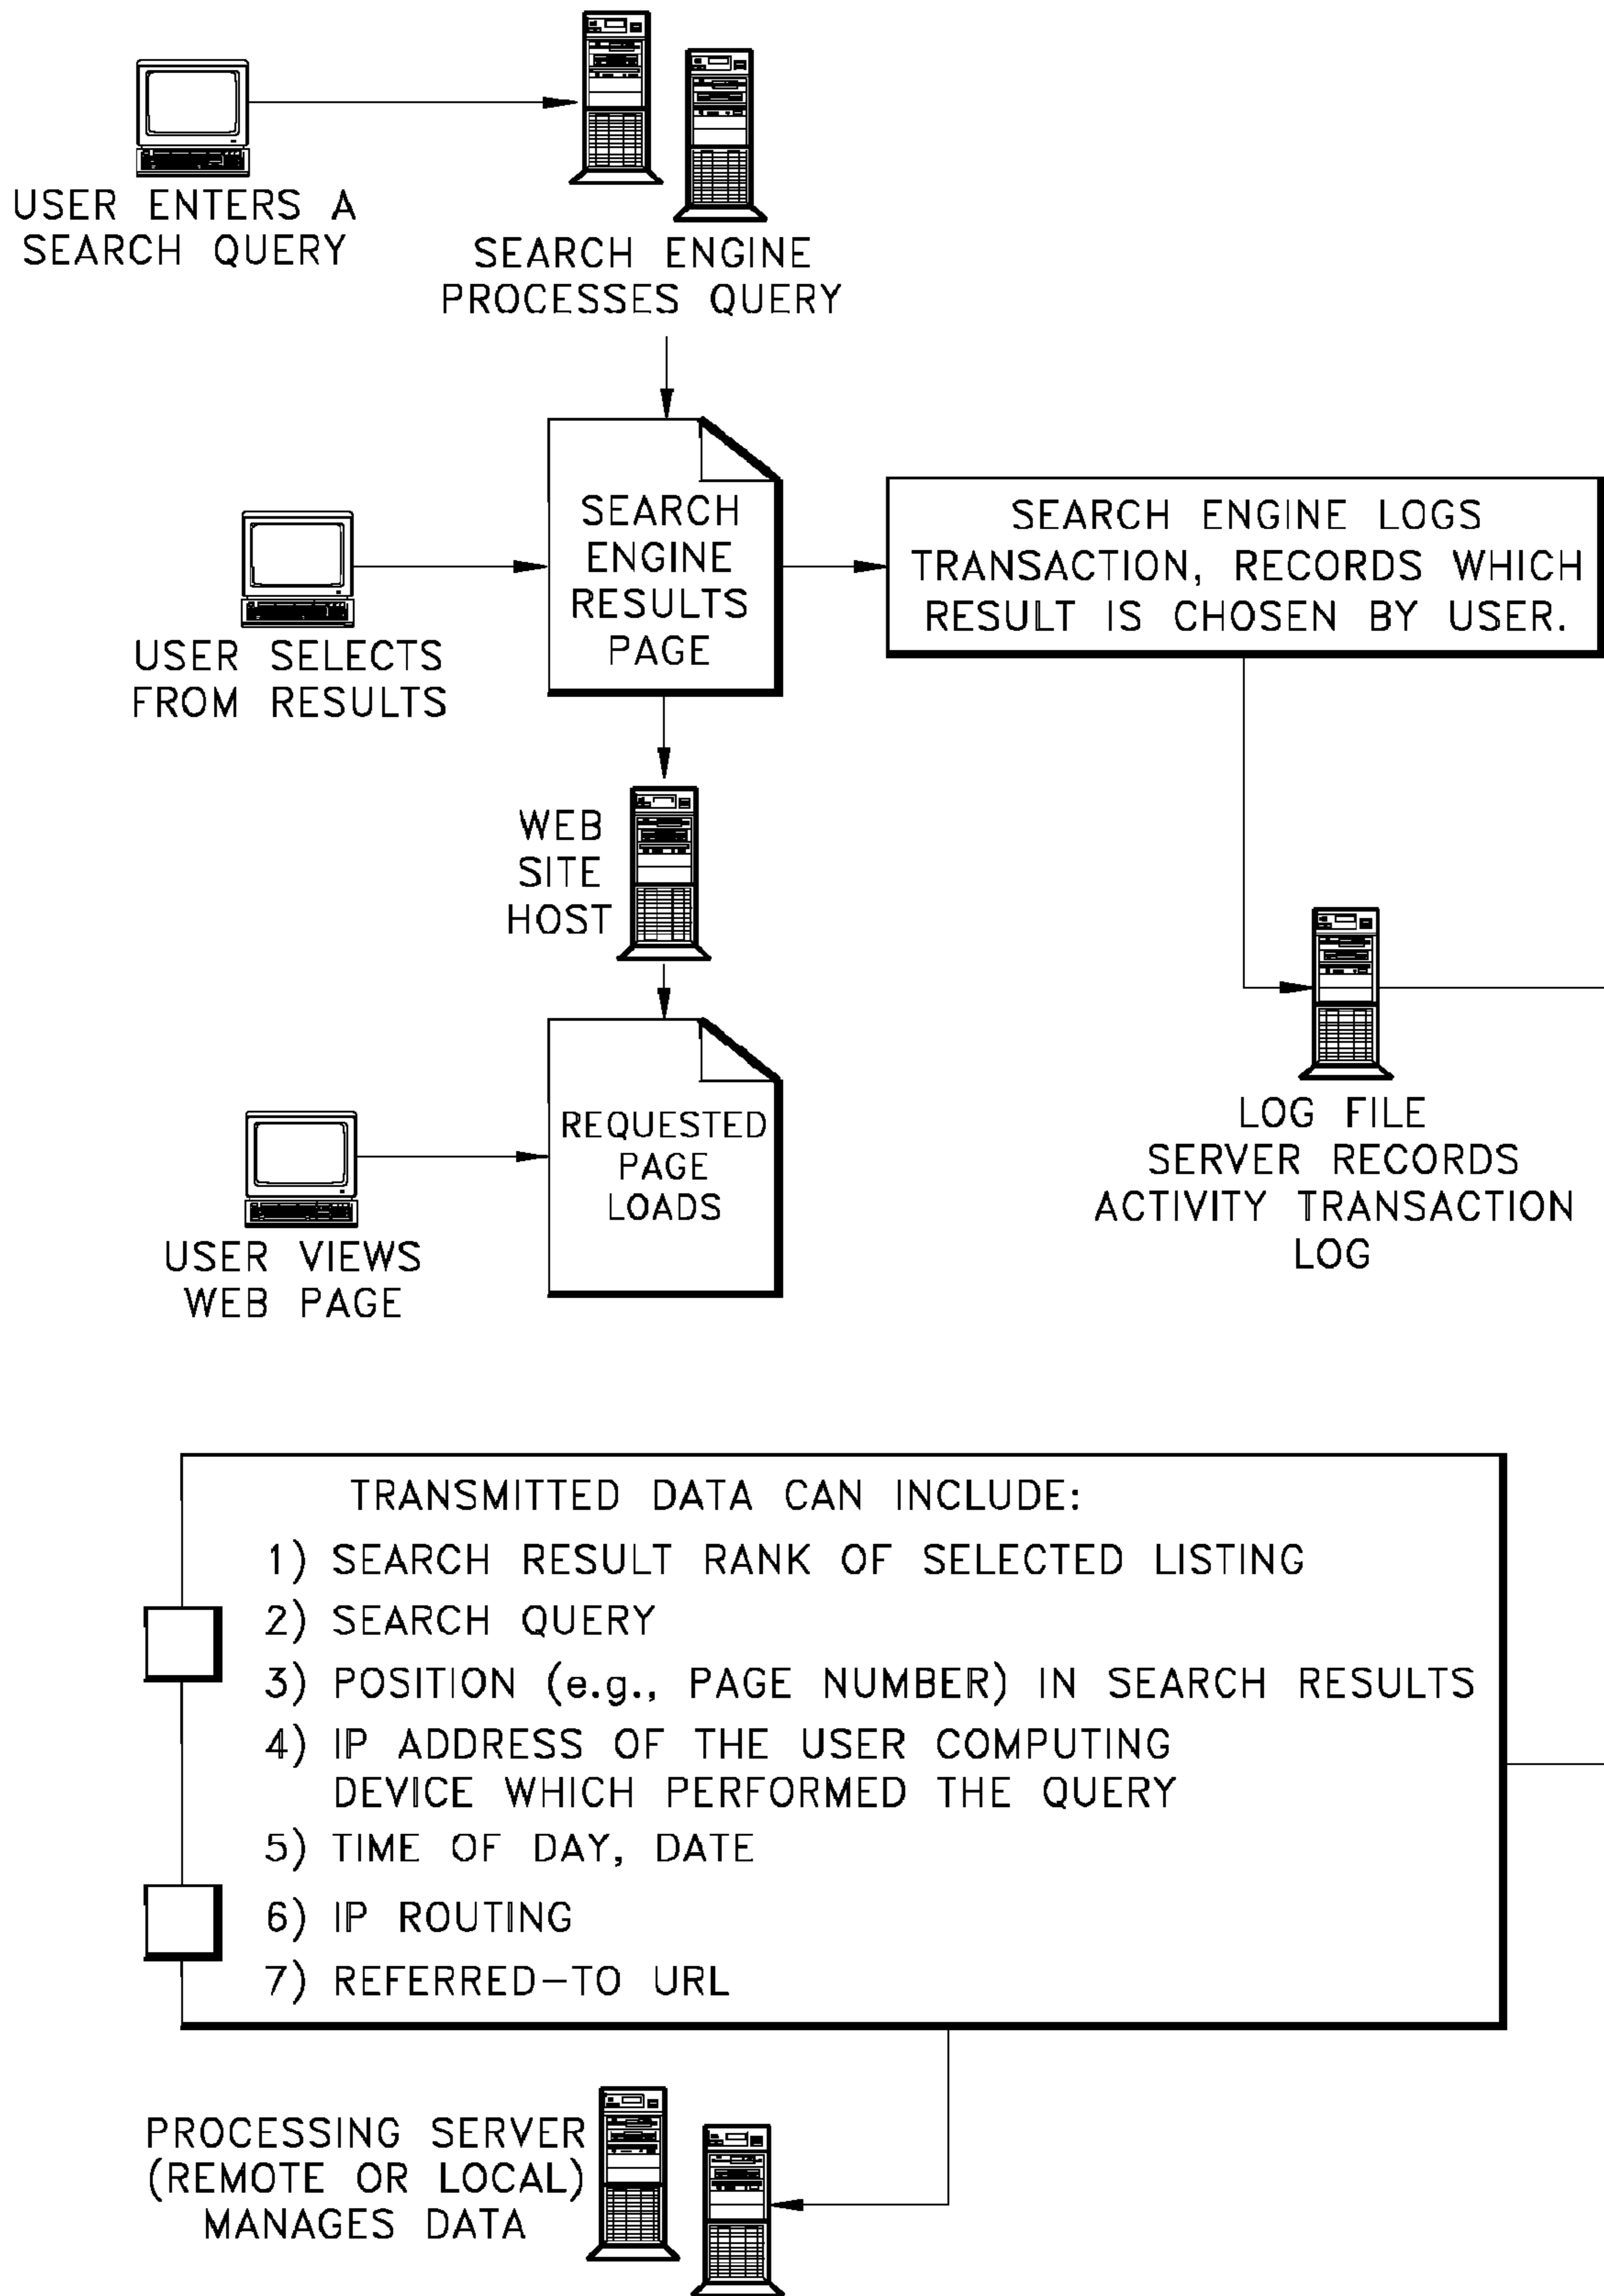 USER ENTERS A
SEARCH QUERY
SEARCH ENGINE
PROCESSES QUERY
SEARCH
ENGINE
RESULTS
PAGE
SEARCH ENGINE LOGS
TRANSACTION, RECORDS WHICH
RESULT IS CHOSEN BY USER.
USER SELECTS
FROM RESULTS
WEB
SITE
HOST
REQUESTED
PAGE
LOADS
LOG FILE
SERVER RECORDS
ACTIVITY TRANSACTION
LOG
USER VIEWS
WEB PAGE
TRANSMITTED DATA CAN INCLUDE:
1) SEARCH RESULT RANK OF SELECTED LISTING
2) SEARCH QUERY
3) POSITION (e.g., PAGE NUMBER) IN SEARCH RESULTS
4) IP ADDRESS OF THE USER COMPUTING
DEVICE WHICH PERFORMED THE QUERY
5) TIME OF DAY, DATE
6) IP ROUTING
7) REFERRED-TO URL
PROCESSING SERVER
(REMOTE OR LOCAL)
MANAGES DATA